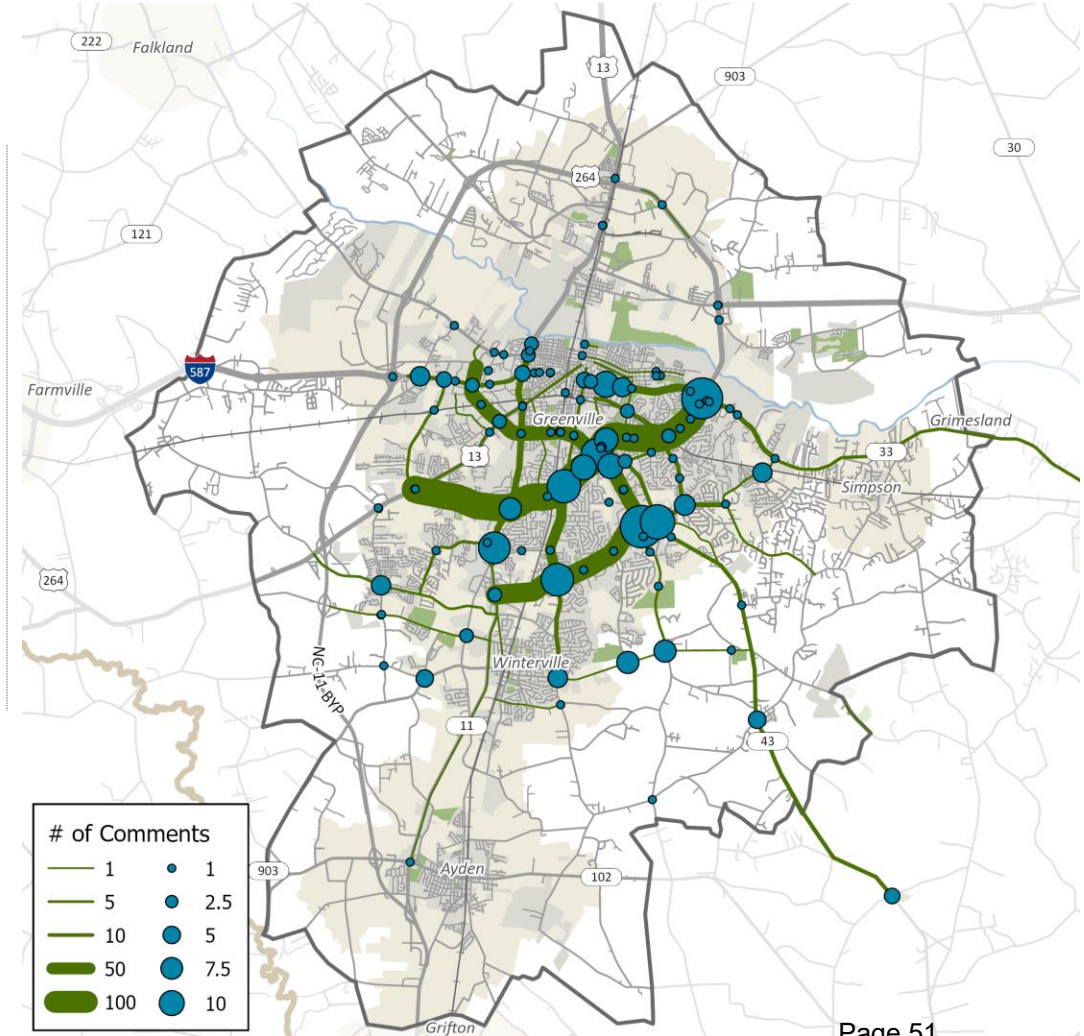 222
Falkland
13
903
264
30
121
587
Farmville
Greenville
Grimesland
33
13
Simpson
264
NC-11 BYP
Winterville
11
43
# of Comments
1 1
5 2.5
10 5
50 7.5
100 10
903
Ayden
102
Grifton
Page 51